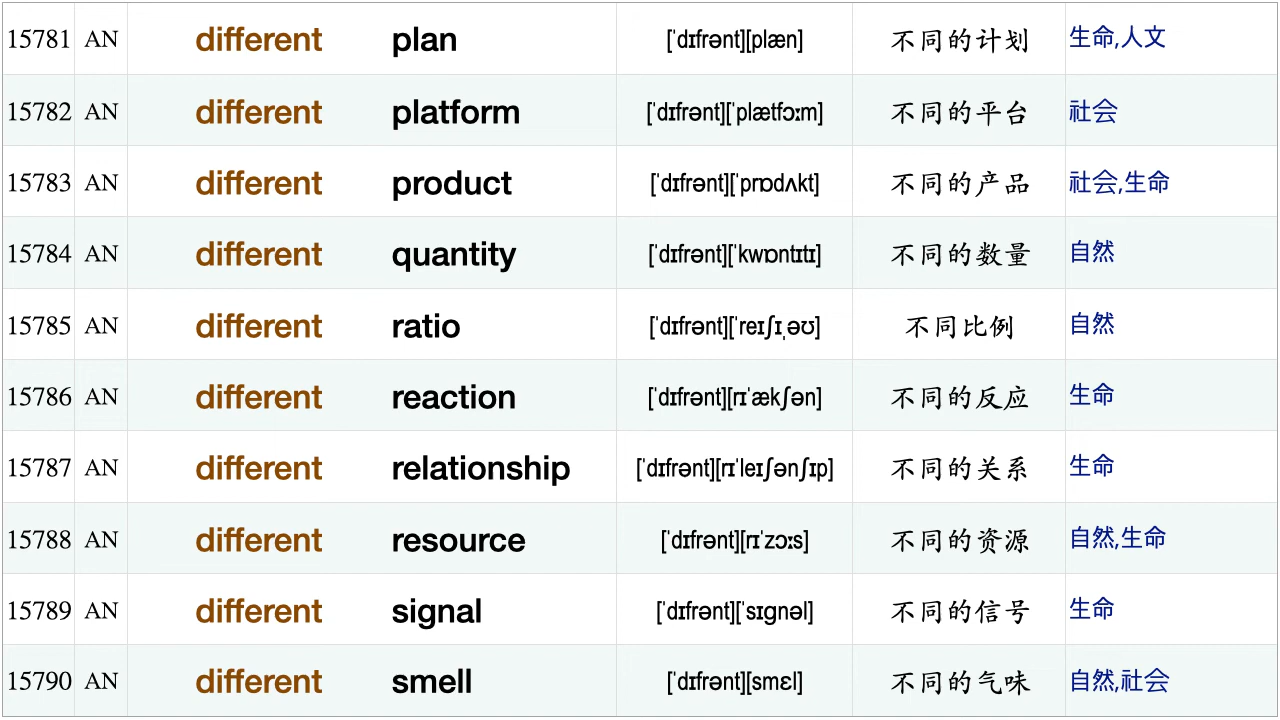 15781 AN different plan [ˈdɪfrənt][plæn] 不同的计划 生命,人文
15782 AN different platform [ˈdɪfrənt][ˈplætfɔːm] 不同的平台 社会
15783 AN different product [ˈdɪfrənt][ˈprɒdʌkt] 不同的产品 社会,生命
15784 AN different quantity [ˈdɪfrənt][ˈkwɒntɪtɪ] 不同的数量 自然
15785 AN different ratio [ˈdɪfrənt][ˈreɪʃɪˌəʊ] 不同比例 自然
15786 AN different reaction [ˈdɪfrənt][rɪˈækʃən] 不同的反应 生命
15787 AN different relationship [ˈdɪfrənt][rɪˈleɪʃənʃɪp] 不同的关系 生命
15788 AN different resource [ˈdɪfrənt][rɪˈzɔːs] 不同的资源 自然,生命
15789 AN different signal [ˈdɪfrənt][ˈsɪɡnəl] 不同的信号 生命
15790 AN different smell [ˈdɪfrənt][smɛl] 不同的气味 自然,社会